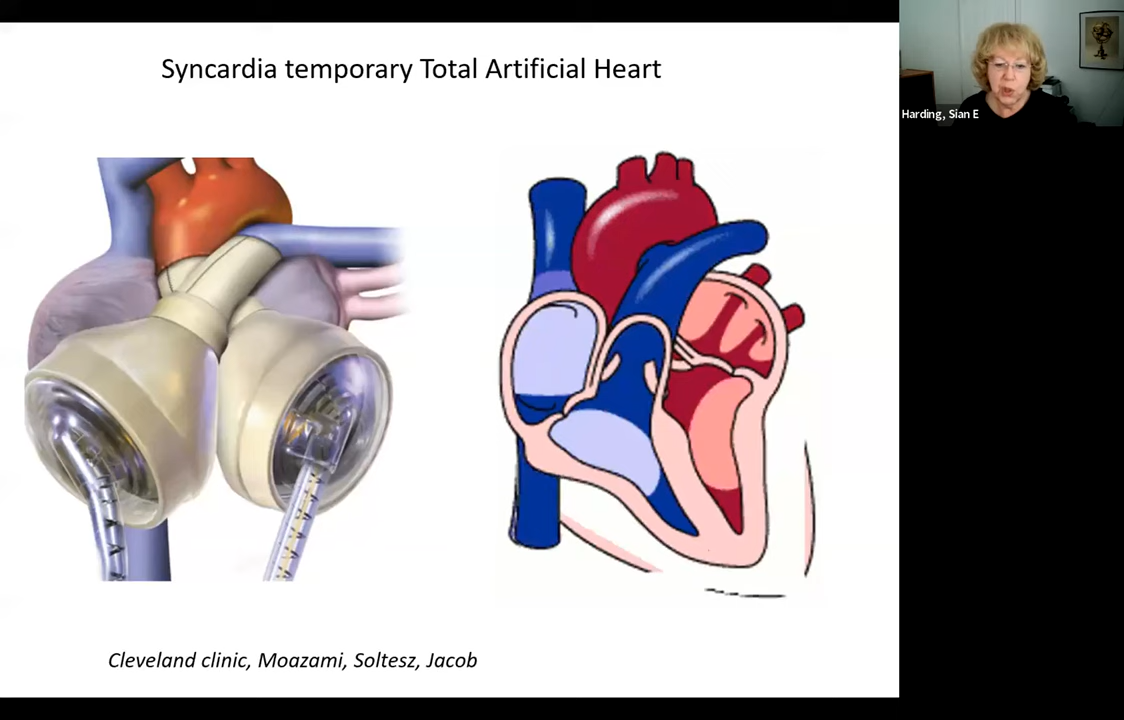 Syncardia temporary Total Artificial Heart
Harding, Sian E
Cleveland clinic, Moazami, Soltesz, Jacob